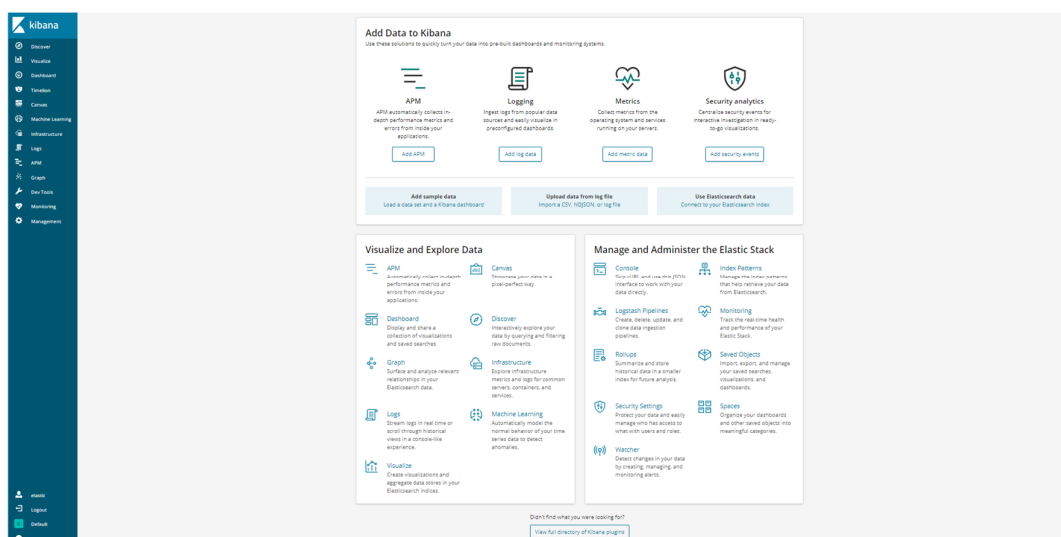 kibana
Discover
Visualize
Dashboard
Timelion
Canvas
Machine Learning
Infrastructure
Logs
APM
Graph
Dev Tools
Monitoring
Management
elastic
Logout
Default
Add Data to Kibana
Use these solutions to quickly turn your data into pre-built dashboards and monitoring systems.
APM
APM automatically collects in-
depth performance metrics and
errors from inside your
applications.
Add APM
Logging
Ingest logs from popular data
sources and easily visualize in
preconfigured dashboards.
Add log data
Metrics
Collect metrics from the
operating system and services
running on your servers.
Add metric data
Security analytics
Centralize security events for
interactive investigation in ready-
to-go visualizations.
Add security events
Add sample data
Load a data set and a Kibana dashboard
Upload data from log file
Import a CSV, NDJSON, or log file
Use Elasticsearch data
Connect to your Elasticsearch index
Visualize and Explore Data
APM
Automatically collect in-depth
performance metrics and
errors from inside your
applications.
Canvas
Showcase your data in a
pixel-perfect way.
Dashboard
Display and share a
collection of visualizations
and saved searches.
Discover
Interactively explore your
data by querying and filtering
raw documents.
Graph
Surface and analyze relevant
relationships in your
Elasticsearch data.
Infrastructure
Explore infrastructure
metrics and logs for common
servers, containers, and
services.
Logs
Stream logs in real time or
scroll through historical
views in a console-like
experience.
Machine Learning
Automatically model the
normal behavior of your time
series data to detect
anomalies.
Visualize
Create visualizations and
aggregate data stores in your
Elasticsearch indices.
Manage and Administer the Elastic Stack
Console
Skip cURL and use this JSON
interface to work with your
data directly.
Index Patterns
Manage the index patterns
that help retrieve your data
from Elasticsearch.
Logstash Pipelines
Create, delete, update, and
clone data ingestion
pipelines.
Monitoring
Track the real-time health
and performance of your
Elastic Stack.
Rollups
Summarize and store
historical data in a smaller
index for future analysis.
Saved Objects
Import, export, and manage
your saved searches,
visualizations, and
dashboards.
Security Settings
Protect your data and easily
manage who has access to
what with users and roles.
Spaces
Organize your dashboards
and other saved objects into
meaningful categories.
Watcher
Detect changes in your data
by creating, managing, and
monitoring alerts.
Didn't find what you were looking for?
View full directory of Kibana plugins